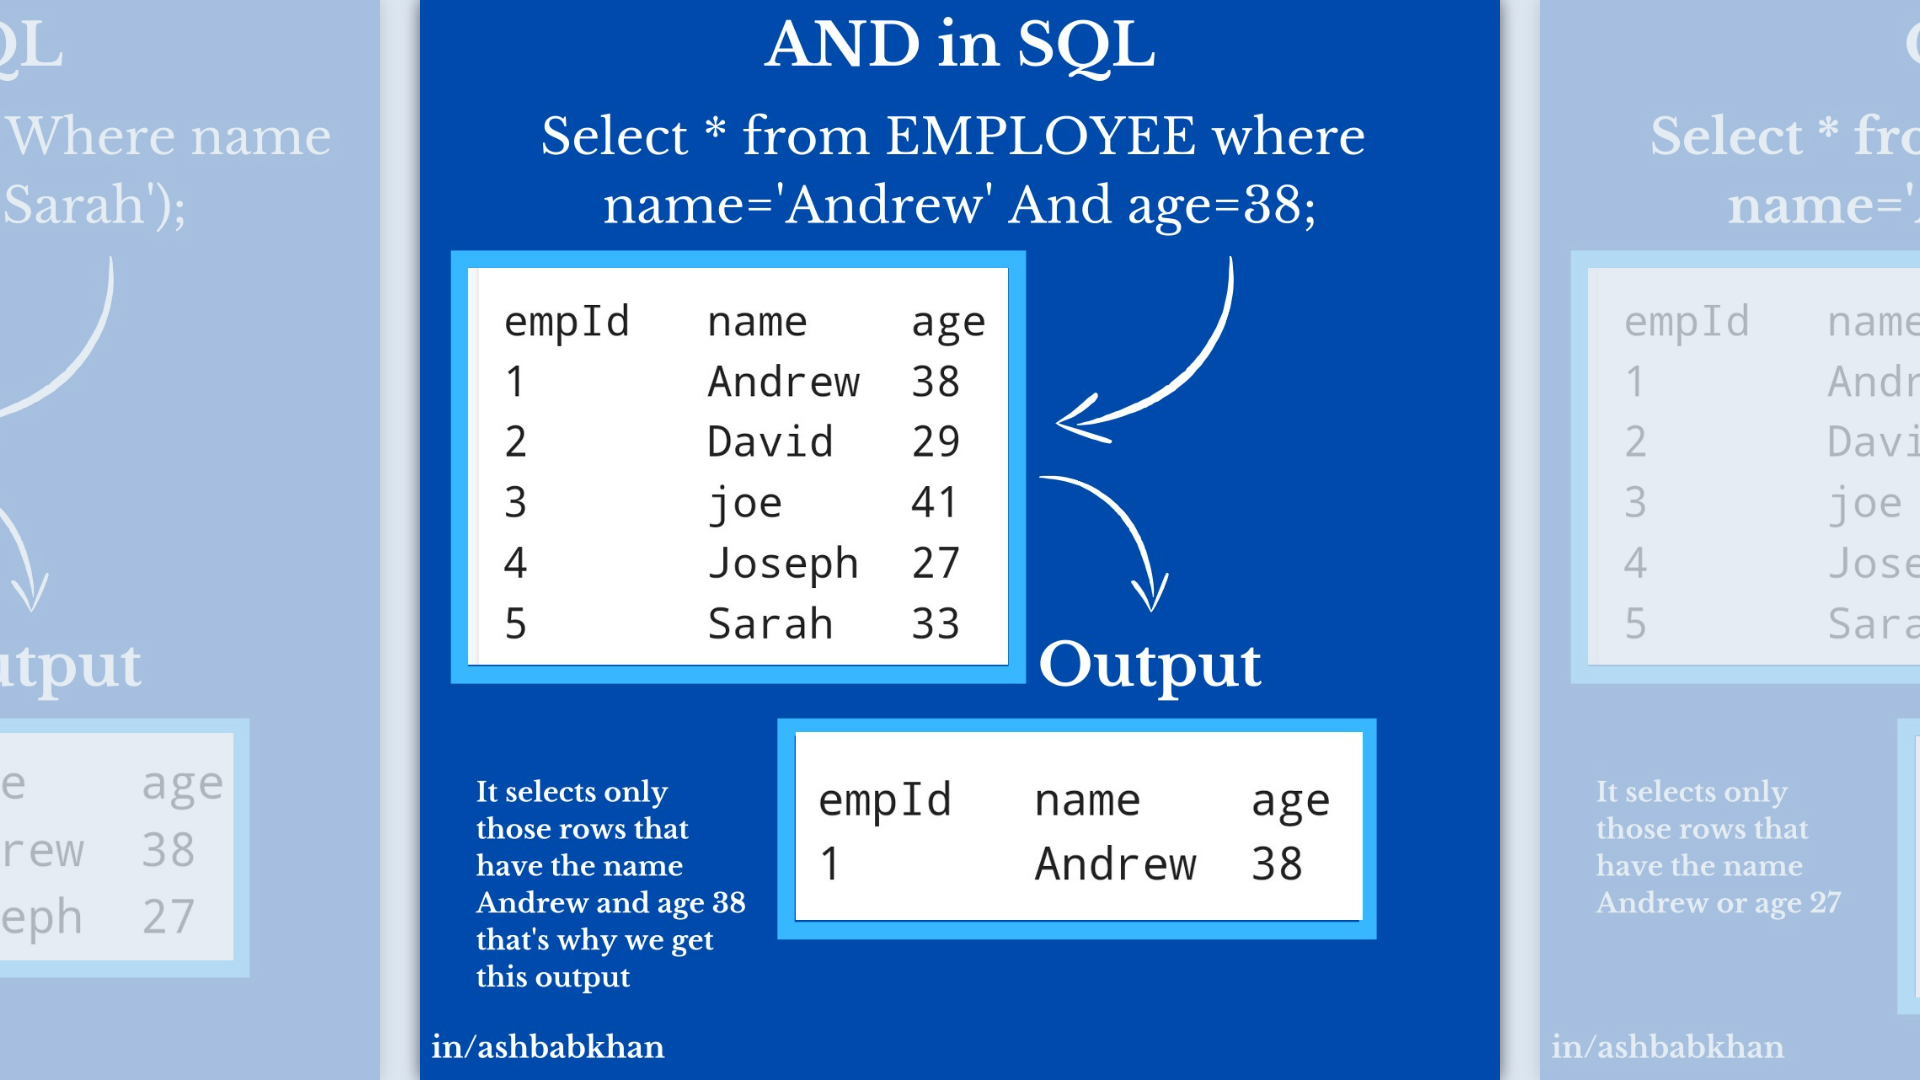 QL
Where name
Sarah');
utput
e age
rew 38
eph 27
AND in SQL
Select * from EMPLOYEE where
name='Andrew' And age=38;
empId name age
1 Andrew 38
2 David 29
3 joe 41
4 Joseph 27
5 Sarah 33
Output
empId name age
1 Andrew 38
It selects only
those rows that
have the name
Andrew and age 38
that's why we get
this output
in/ashbabkhan
Select * fro
name='
empId name
1 Andr
2 Davi
3 joe
4 Jose
5 Sara
It selects only
those rows that
have the name
Andrew or age 27
in/ashbabkhan